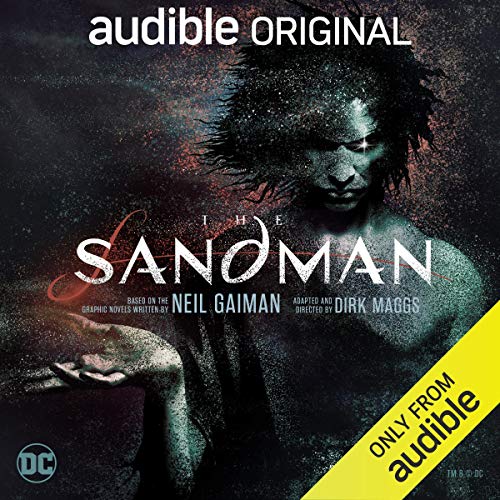 audible ORIGINAL
THE
SANDMAN
BASED ON THE
GRAPHIC NOVELS WRITTEN BY
NEIL GAIMAN
ADAPTED AND
DIRECTED BY
DIRK MAGGS
ONLY FROM
audible
DC
TM & © DC